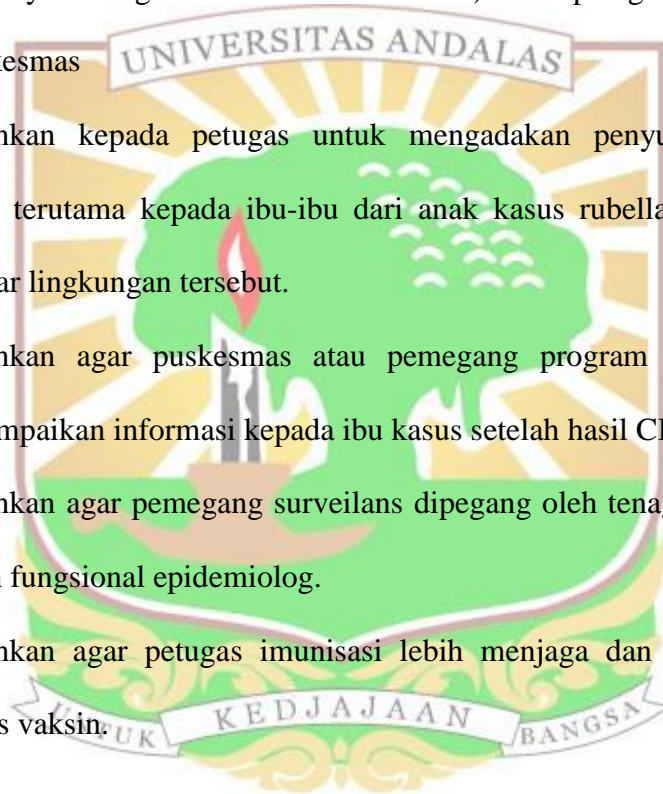 kesmas
UNIVERSITAS ANDALAS
nkan kepada petugas untuk mengadakan penyu
terutama kepada ibu-ibu dari anak kasus rubella
ar lingkungan tersebut.
nkan agar puskesmas atau pemegang program
mpaikan informasi kepada ibu kasus setelah hasil
nkan agar pemegang surveilans dipegang oleh tenag
fungsional epidemiolog.
nkan agar petugas imunisasi lebih menjaga dan
s vaksin.
UNTUK KEDJAJAAN BANGSA